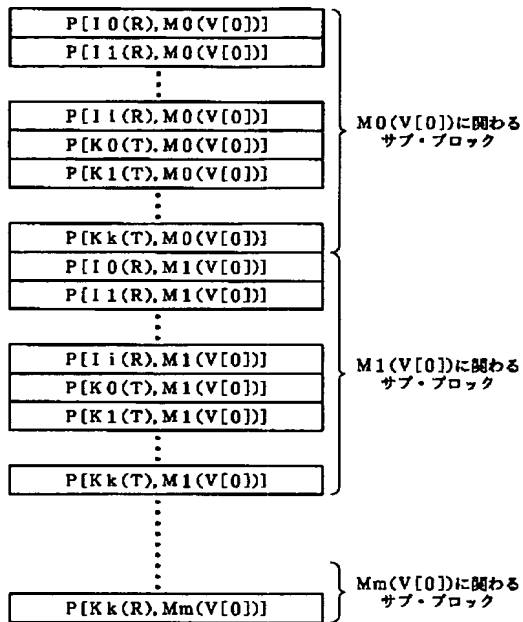 P[I0(R),M0(V[0])]
P[I1(R),M0(V[0])]
P[Ii(R),M0(V[0])]
P[K0(T),M0(V[0])]
P[K1(T),M0(V[0])]
P[Kk(T),M0(V[0])]
M0(V[0])に関わる
サブ・ブロック
P[I0(R),M1(V[0])]
P[I1(R),M1(V[0])]
P[Ii(R),M1(V[0])]
P[K0(T),M1(V[0])]
P[K1(T),M1(V[0])]
P[Kk(T),M1(V[0])]
M1(V[0])に関わる
サブ・ブロック
P[Kk(R),Mm(V[0])]
Mm(V[0])に関わる
サブ・ブロック